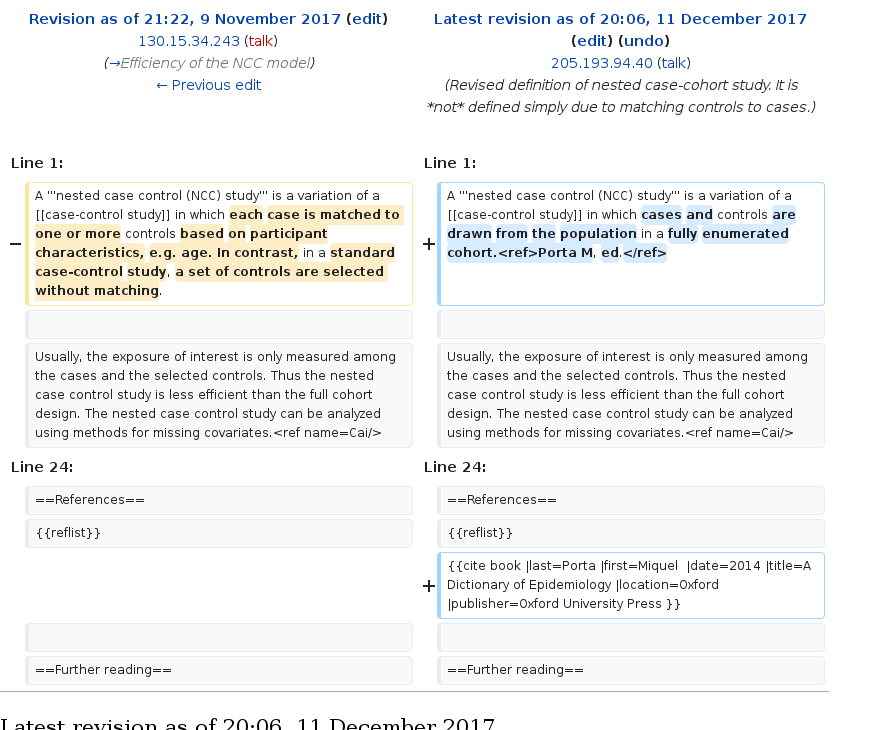 Revision as of 21:22, 9 November 2017 (edit)
130.15.34.243 (talk)
(→Efficiency of the NCC model)
← Previous edit
Latest revision as of 20:06, 11 December 2017
(edit) (undo)
205.193.94.40 (talk)
(Revised definition of nested case-cohort study. It is
*not* defined simply due to matching controls to cases.)
Line 1:
Line 1:
−
A '''nested case control (NCC) study''' is a variation of a
[[case-control study]] in which each case is matched to
one or more controls based on participant
characteristics, e.g. age. In contrast, in a standard
case-control study, a set of controls are selected
without matching.
+
A '''nested case control (NCC) study''' is a variation of a
[[case-control study]] in which cases and controls are
drawn from the population in a fully enumerated
cohort.<ref>Porta M, ed.</ref>
Usually, the exposure of interest is only measured among
the cases and the selected controls. Thus the nested
case control study is less efficient than the full cohort
design. The nested case control study can be analyzed
using methods for missing covariates.<ref name=Cai/>
Usually, the exposure of interest is only measured among
the cases and the selected controls. Thus the nested
case control study is less efficient than the full cohort
design. The nested case control study can be analyzed
using methods for missing covariates.<ref name=Cai/>
Line 24:
Line 24:
==References==
==References==
{{reflist}}
{{reflist}}
+
{{cite book |last=Porta |first=Miquel  |date=2014 |title=A
Dictionary of Epidemiology |location=Oxford
|publisher=Oxford University Press }}
==Further reading==
==Further reading==
Latest revision as of 20:06, 11 December 2017